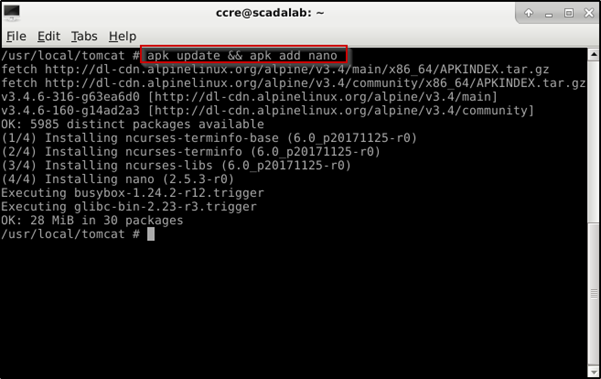 ccre@scadalab: ~
File Edit Tabs Help
/usr/local/tomcat # apk update && apk add nano
fetch http://dl-cdn.alpinelinux.org/alpine/v3.4/main/x86_64/APKINDEX.tar.gz
fetch http://dl-cdn.alpinelinux.org/alpine/v3.4/community/x86_64/APKINDEX.tar.gz
v3.4.6-316-g63ea6d0 [http://dl-cdn.alpinelinux.org/alpine/v3.4/main]
v3.4.6-160-g14ad2a3 [http://dl-cdn.alpinelinux.org/alpine/v3.4/community]
OK: 5985 distinct packages available
(1/4) Installing ncurses-terminfo-base (6.0_p20171125-r0)
(2/4) Installing ncurses-terminfo (6.0_p20171125-r0)
(3/4) Installing ncurses-libs (6.0_p20171125-r0)
(4/4) Installing nano (2.5.3-r0)
Executing busybox-1.24.2-r12.trigger
Executing glibc-bin-2.23-r3.trigger
OK: 28 MiB in 30 packages
/usr/local/tomcat #